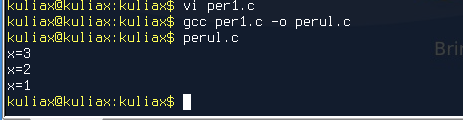 kuliax@kuliax:kuliax$ vi per1.c
kuliax@kuliax:kuliax$ gcc per1.c -o perul.c
kuliax@kuliax:kuliax$ perul.c
x=3
x=2
x=1
kuliax@kuliax:kuliax$